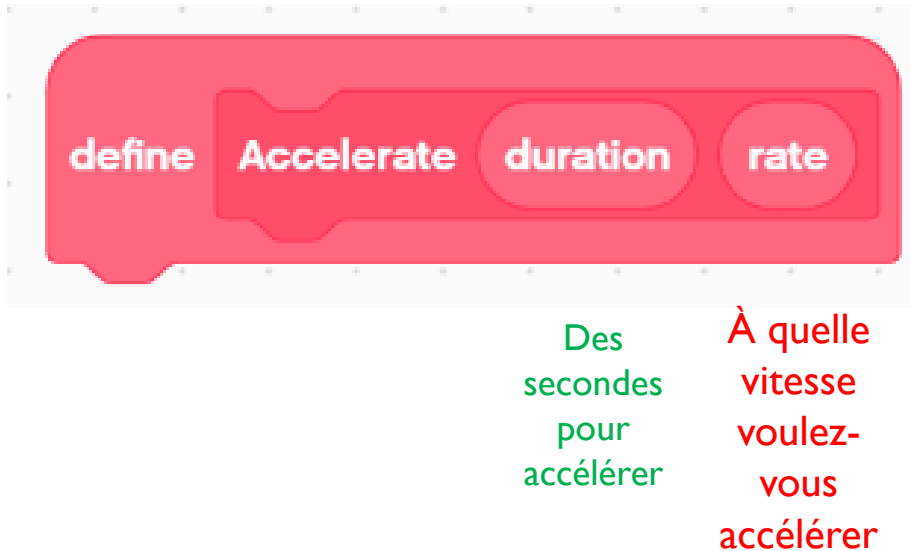 define Accelerate duration rate
Des
secondes
pour
accélérer
À quelle
vitesse
voulez-
vous
accélérer